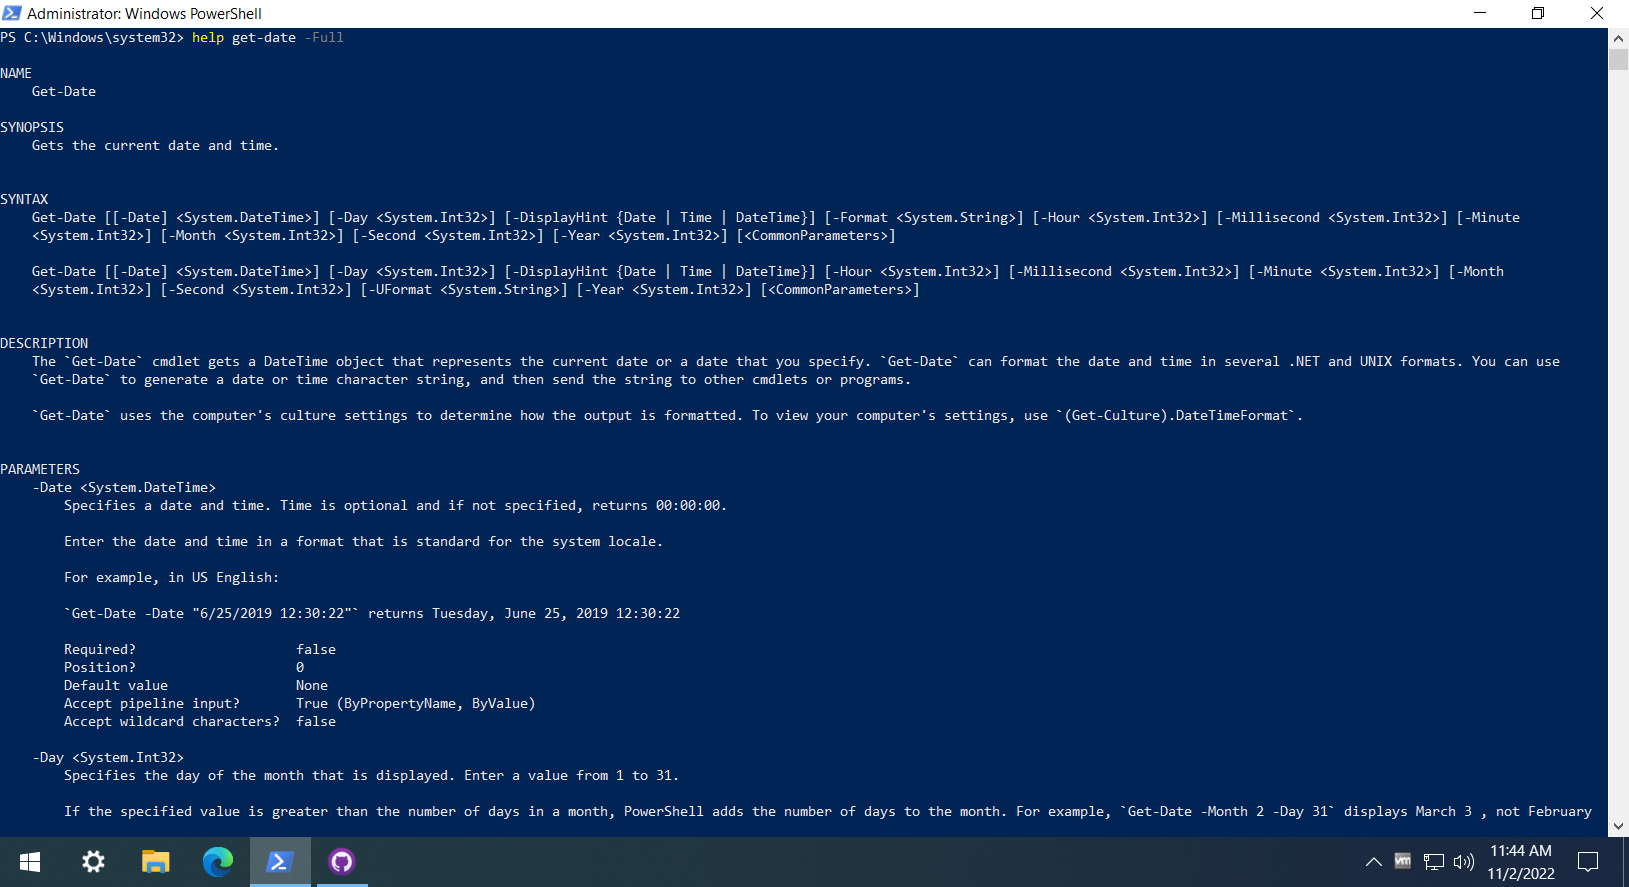 Administrator: Windows PowerShell
PS C:\Windows\system32> help get-date -Full
NAME
Get-Date
SYNOPSIS
Gets the current date and time.
SYNTAX
Get-Date [[-Date] <System.DateTime>] [-Day <System.Int32>] [-DisplayHint {Date | Time | DateTime}] [-Format <System.String>] [-Hour <System.Int32>] [-Millisecond <System.Int32>] [-Minute
<System.Int32>] [-Month <System.Int32>] [-Second <System.Int32>] [-Year <System.Int32>] [<CommonParameters>]
Get-Date [[-Date] <System.DateTime>] [-Day <System.Int32>] [-DisplayHint {Date | Time | DateTime}] [-Hour <System.Int32>] [-Millisecond <System.Int32>] [-Minute <System.Int32>] [-Month
<System.Int32>] [-Second <System.Int32>] [-UFormat <System.String>] [-Year <System.Int32>] [<CommonParameters>]
DESCRIPTION
The `Get-Date` cmdlet gets a DateTime object that represents the current date or a date that you specify. `Get-Date` can format the date and time in several .NET and UNIX formats. You can use
`Get-Date` to generate a date or time character string, and then send the string to other cmdlets or programs.
`Get-Date` uses the computer's culture settings to determine how the output is formatted. To view your computer's settings, use `(Get-Culture).DateTimeFormat`.
PARAMETERS
-Date <System.DateTime>
Specifies a date and time. Time is optional and if not specified, returns 00:00:00.
Enter the date and time in a format that is standard for the system locale.
For example, in US English:
`Get-Date -Date "6/25/2019 12:30:22"` returns Tuesday, June 25, 2019 12:30:22
Required? false
Position? 0
Default value None
Accept pipeline input? True (ByPropertyName, ByValue)
Accept wildcard characters? false
-Day <System.Int32>
Specifies the day of the month that is displayed. Enter a value from 1 to 31.
If the specified value is greater than the number of days in a month, PowerShell adds the number of days to the month. For example, `Get-Date -Month 2 -Day 31` displays March 3 , not February
vm
11:44 AM
11/2/2022